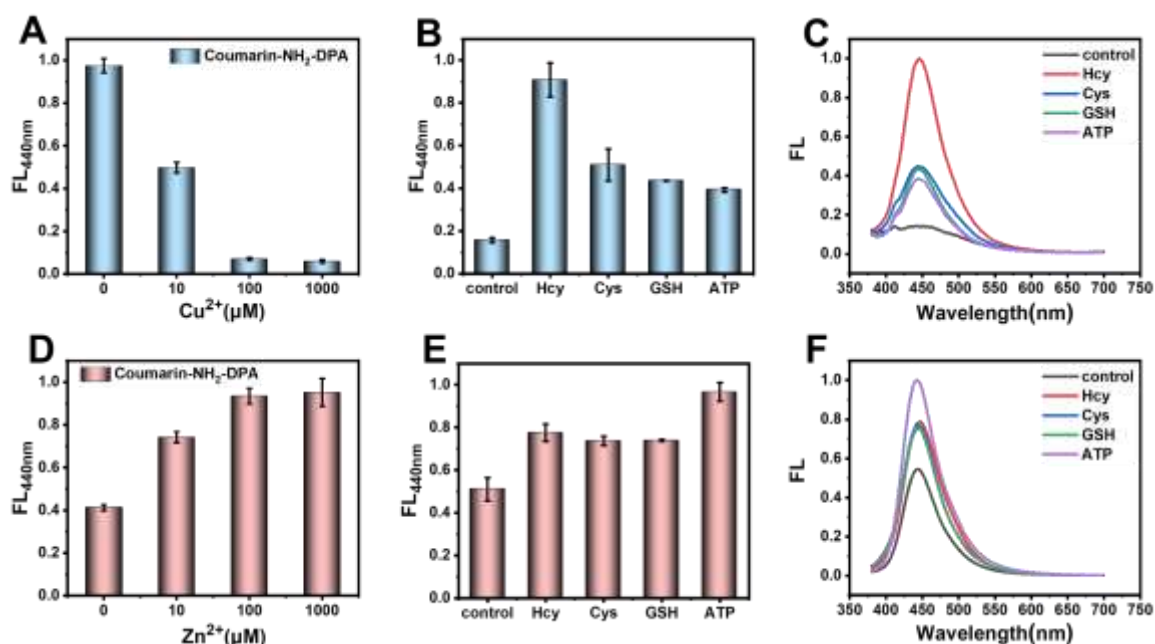 A
Coumarin-NH₂-DPA
FL440nm
1.0
0.8
0.6
0.4
0.2
0.0
0 10 100 1000
Cu²⁺(μM)
B
FL440nm
1.0
0.8
0.6
0.4
0.2
0.0
control Hcy Cys GSH ATP
C
control
Hcy
Cys
GSH
ATP
FL
1.0
0.8
0.6
0.4
0.2
0.0
350 400 450 500 550 600 650 700 750
Wavelength(nm)
D
Coumarin-NH₂-DPA
FL440nm
1.0
0.8
0.6
0.4
0.2
0.0
0 10 100 1000
Zn²⁺(μM)
E
FL440nm
1.0
0.8
0.6
0.4
0.2
0.0
control Hcy Cys GSH ATP
F
control
Hcy
Cys
GSH
ATP
FL
1.0
0.8
0.6
0.4
0.2
0.0
350 400 450 500 550 600 650 700 750
Wavelength(nm)